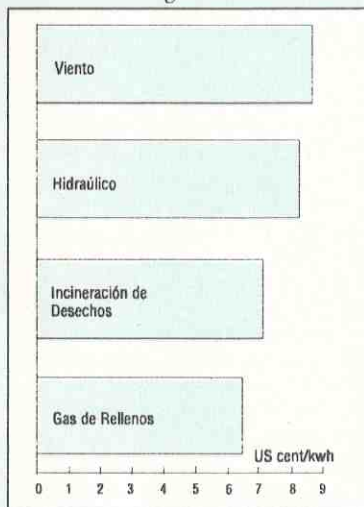 Viento
Hidraúlico
Incineración de
Desechos
Gas de Rellenos
US cent/kwh
0 1 2 3 4 5 6 7 8 9